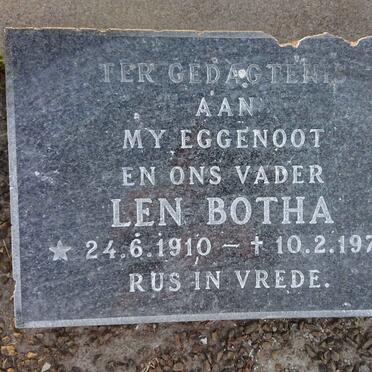 TER GEDAGTENIS
AAN
MY EGGENOOT
EN ONS VADER
LEN BOTHA
★ 24.6.1910 – † 10.2.197
RUS IN VREDE.